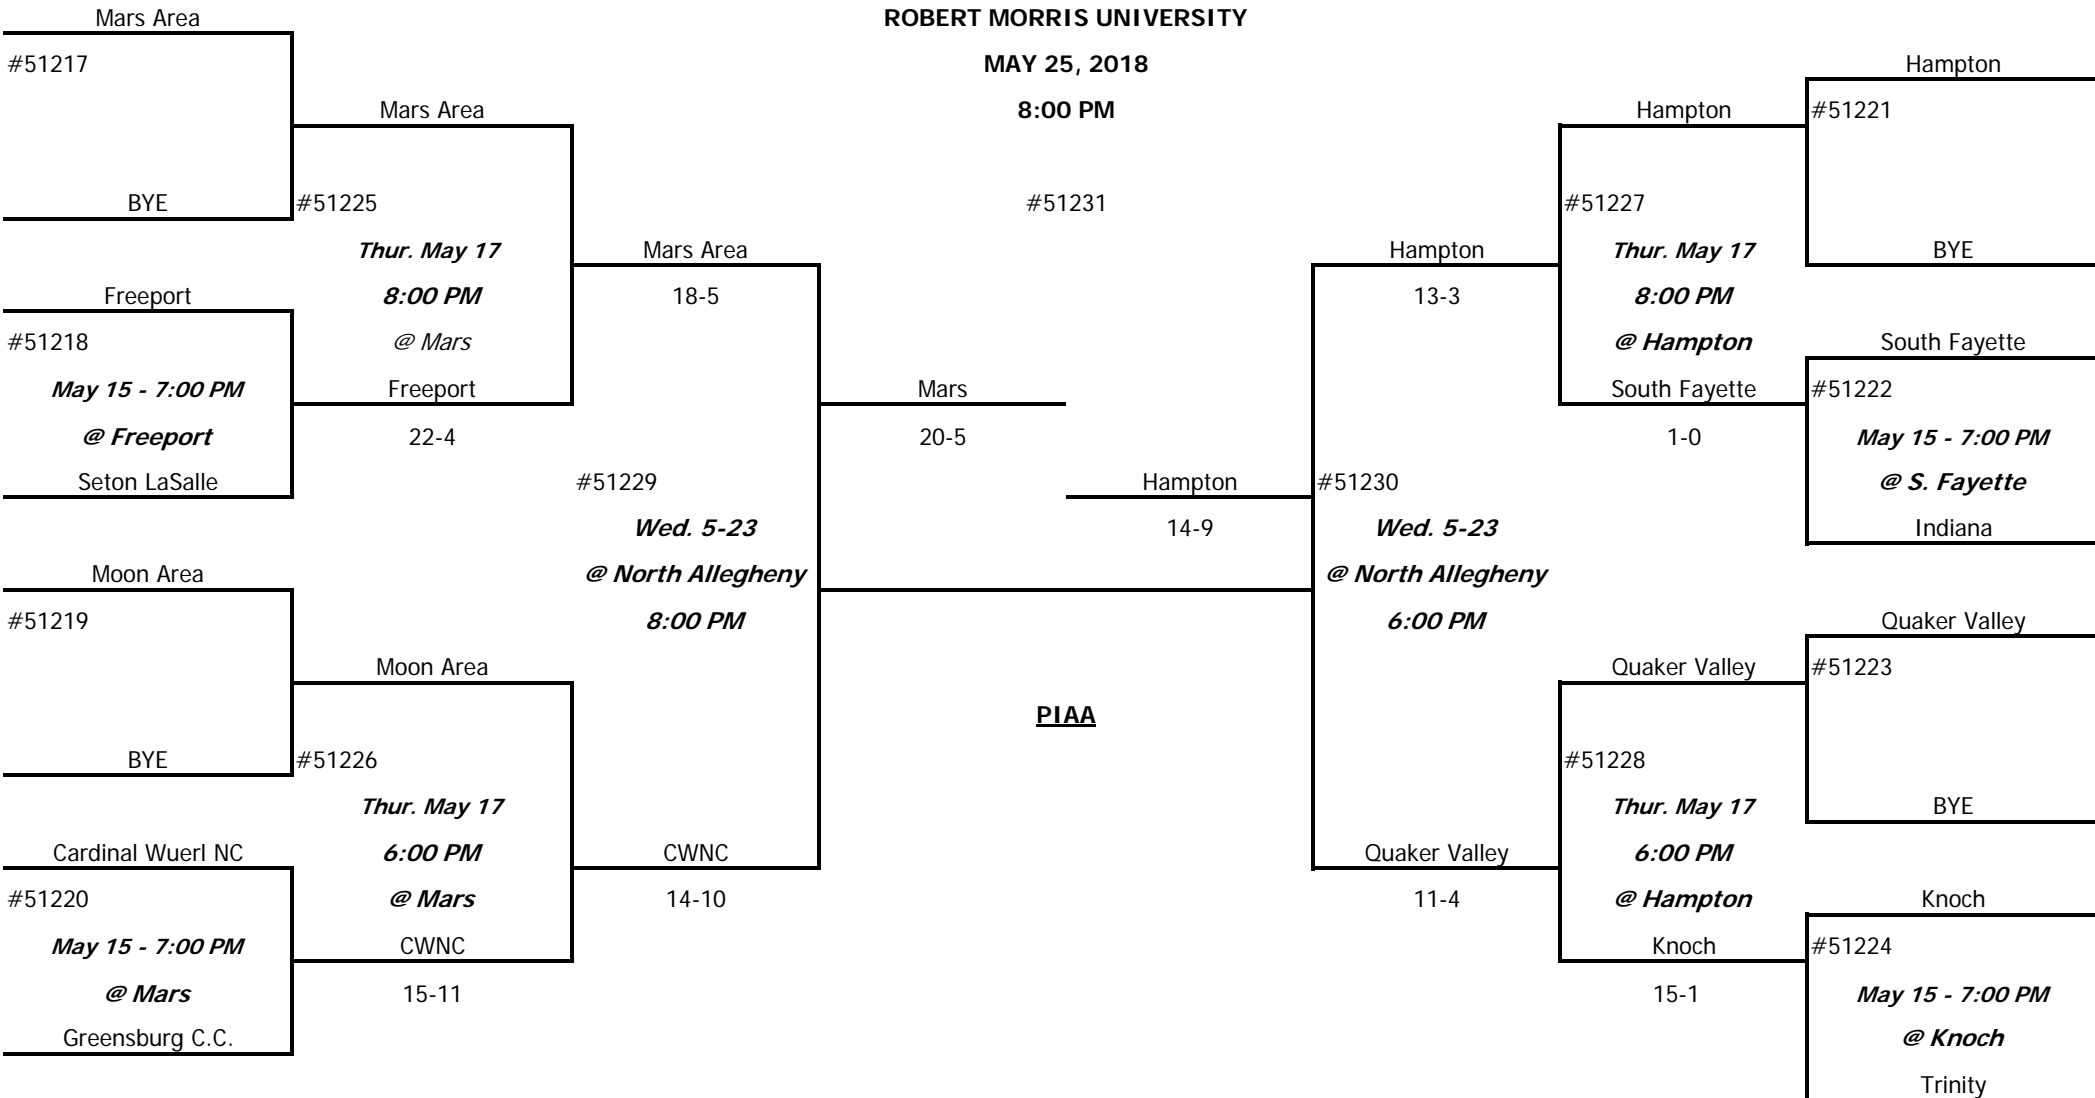 Mars Area
ROBERT MORRIS UNIVERSITY
#51217
MAY 25, 2018
Hampton
Mars Area
8:00 PM
Hampton
#51221
BYE
#51225
#51231
#51227
Thur. May 17
Mars Area
Hampton
Thur. May 17
BYE
Freeport
8:00 PM
18-5
13-3
8:00 PM
#51218
@ Mars
@ Hampton
South Fayette
May 15 - 7:00 PM
Freeport
Mars
South Fayette
#51222
@ Freeport
22-4
20-5
1-0
May 15 - 7:00 PM
Seton LaSalle
#51229
Hampton
#51230
@ S. Fayette
Wed. 5-23
14-9
Wed. 5-23
Indiana
Moon Area
@ North Allegheny
@ North Allegheny
#51219
8:00 PM
6:00 PM
Quaker Valley
Moon Area
Quaker Valley
#51223
PIAA
BYE
#51226
#51228
Thur. May 17
Thur. May 17
BYE
Cardinal Wuerl NC
6:00 PM
CWNC
Quaker Valley
6:00 PM
#51220
@ Mars
14-10
11-4
@ Hampton
Knoch
May 15 - 7:00 PM
CWNC
Knoch
#51224
@ Mars
15-11
15-1
May 15 - 7:00 PM
Greensburg C.C.
@ Knoch
Trinity